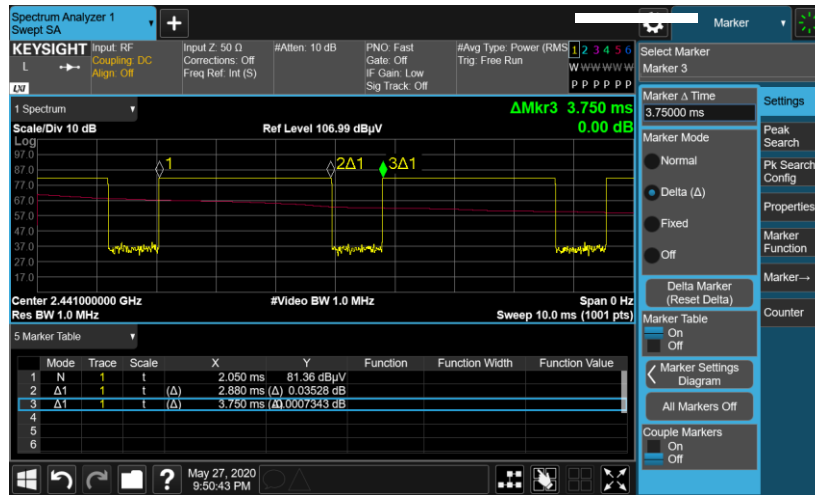 Spectrum Analyzer 1
Swept SA
+
Marker
KEYSIGHT
L
LXI
Input: RF
Coupling: DC
Align: Off
Input Z: 50 Ω
Corrections: Off
Freq Ref: Int (S)
#Atten: 10 dB
PNO: Fast
Gate: Off
IF Gain: Low
Sig Track: Off
#Avg Type: Power (RMS
Trig: Free Run
1 2 3 4 5 6
W W W W W W
P P P P P P
Select Marker
Marker 3
1 Spectrum
ΔMkr3 3.750 ms
0.00 dB
Scale/Div 10 dB
Ref Level 106.99 dBµV
Log
97.0
87.0
77.0
67.0
57.0
47.0
37.0
27.0
17.0
1
2Δ1
3Δ1
Center 2.441000000 GHz
#Video BW 1.0 MHz
Span 0 Hz
Res BW 1.0 MHz
Sweep 10.0 ms (1001 pts)
5 Marker Table
Mode Trace Scale X Y Function Function Width Function Value
1 N 1 t 2.050 ms 81.36 dBµV
2 Δ1 1 t (Δ) 2.880 ms (Δ) 0.03528 dB
3 Δ1 1 t (Δ) 3.750 ms (Δ) 0.0007343 dB
4
5
6
Marker Δ Time
3.75000 ms
Marker Mode
Normal
Delta (Δ)
Fixed
Off
Delta Marker
(Reset Delta)
Marker Table
On
Off
Marker Settings
Diagram
All Markers Off
Couple Markers
On
Off
Settings
Peak
Search
Pk Search
Config
Properties
Marker
Function
Marker→
Counter
?
May 27, 2020
9:50:43 PM